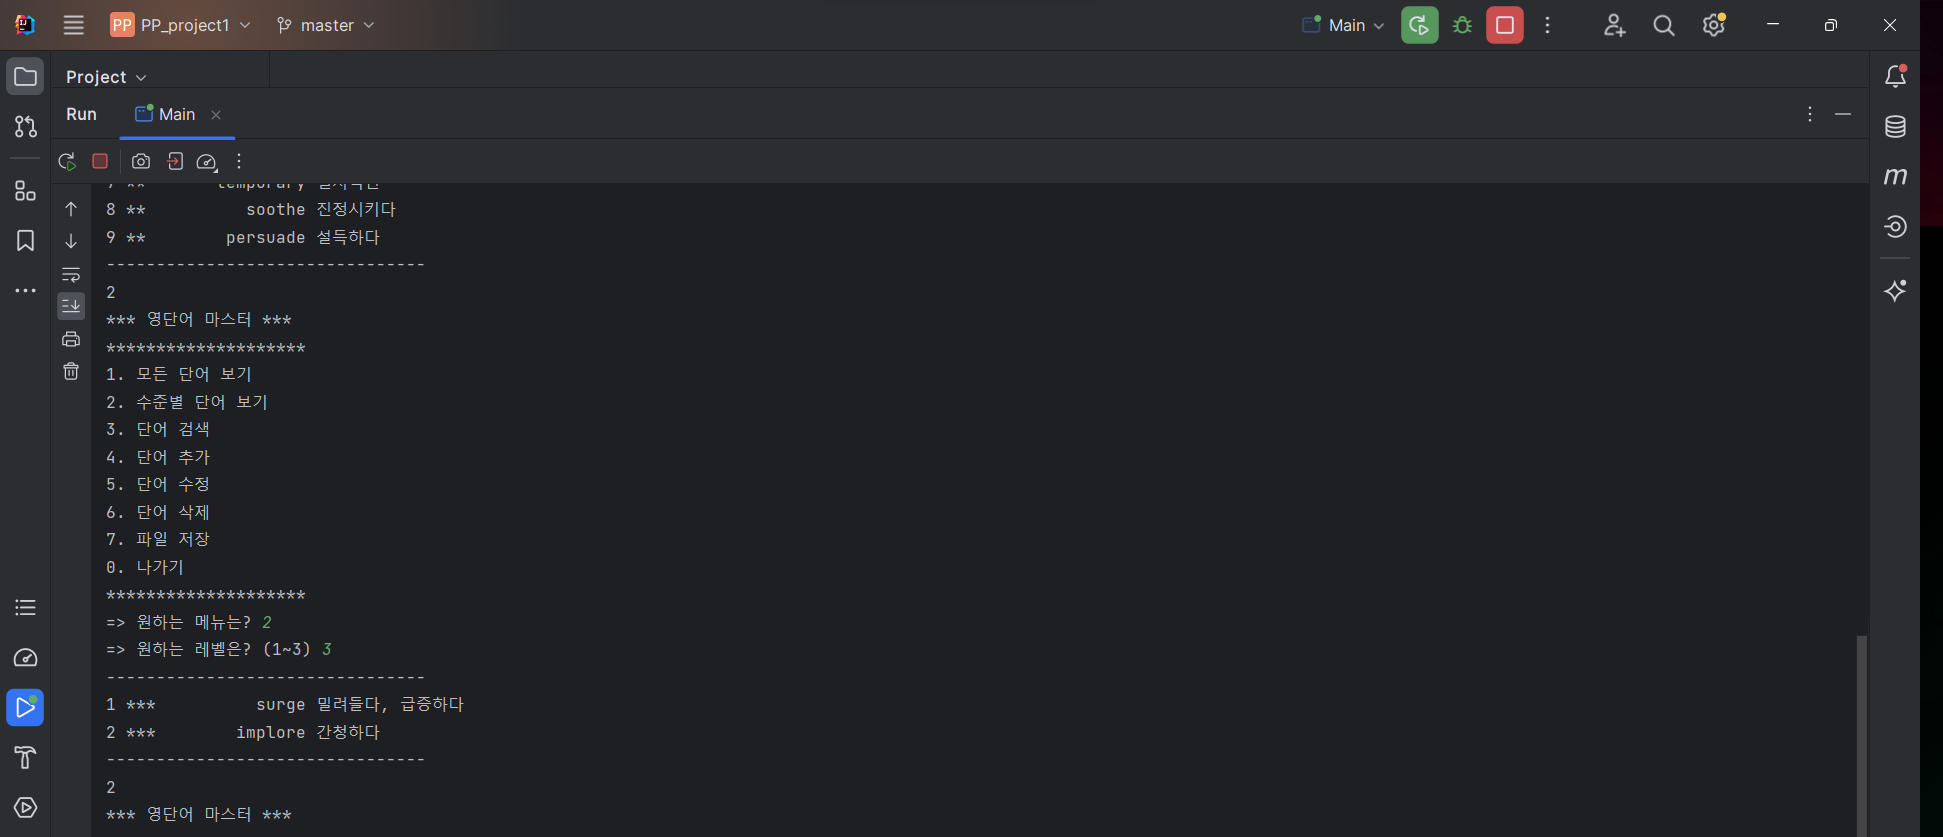 PP PP_project1 master Main
Project
Run Main
7 ** temporary
8 ** soothe 진정시키다
9 ** persuade 설득하다
--------------------------------
2
*** 영단어 마스터 ***
********************
1. 모든 단어 보기
2. 수준별 단어 보기
3. 단어 검색
4. 단어 추가
5. 단어 수정
6. 단어 삭제
7. 파일 저장
0. 나가기
********************
=> 원하는 메뉴는? 2
=> 원하는 레벨은? (1~3) 3
--------------------------------
1 *** surge 밀려들다, 급증하다
2 *** implore 간청하다
--------------------------------
2
*** 영단어 마스터 ***